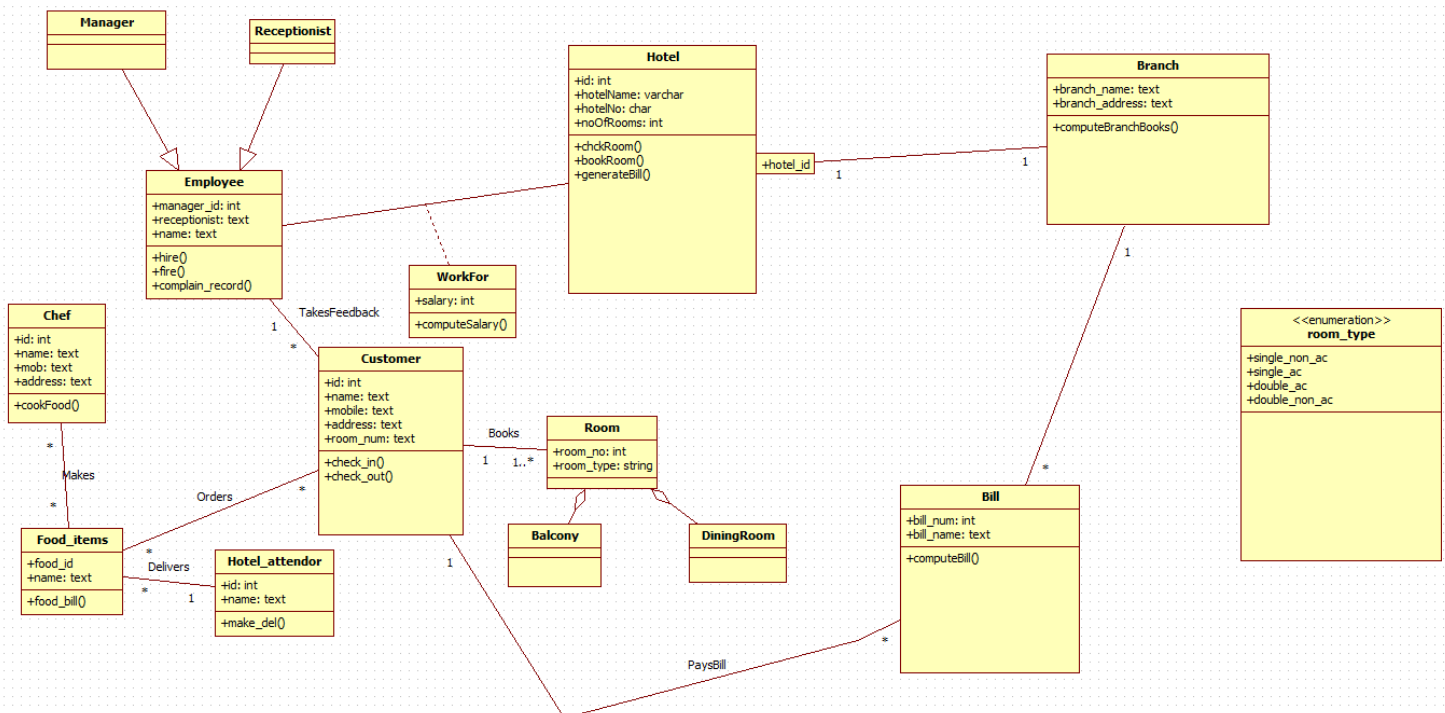 Manager
Receptionist
Hotel
+id: int
+hotelName: varchar
+hotelNo: char
+noOfRooms: int
+chckRoom()
+bookRoom()
+generateBill()
+hotel_id
1
1
Branch
+branch_name: text
+branch_address: text
+computeBranchBooks()
1
Employee
+manager_id: int
+receptionist: text
+name: text
+hire()
+fire()
+complain_record()
WorkFor
+salary: int
+computeSalary()
TakesFeedback
1
*
Chef
+id: int
+name: text
+mob: text
+address: text
+cookFood()
*
Makes
*
Customer
+id: int
+name: text
+mobile: text
+address: text
+room_num: text
+check_in()
+check_out()
Books
1
1..*
Room
+room_no: int
+room_type: string
<<enumeration>>
room_type
+single_non_ac
+single_ac
+double_ac
+double_non_ac
Orders
*
*
Food_items
+food_id
+name: text
+food_bill()
Delivers
*
1
Hotel_attendor
+id: int
+name: text
+make_del()
Balcony
DiningRoom
*
Bill
+bill_num: int
+bill_name: text
+computeBill()
1
PaysBill
*